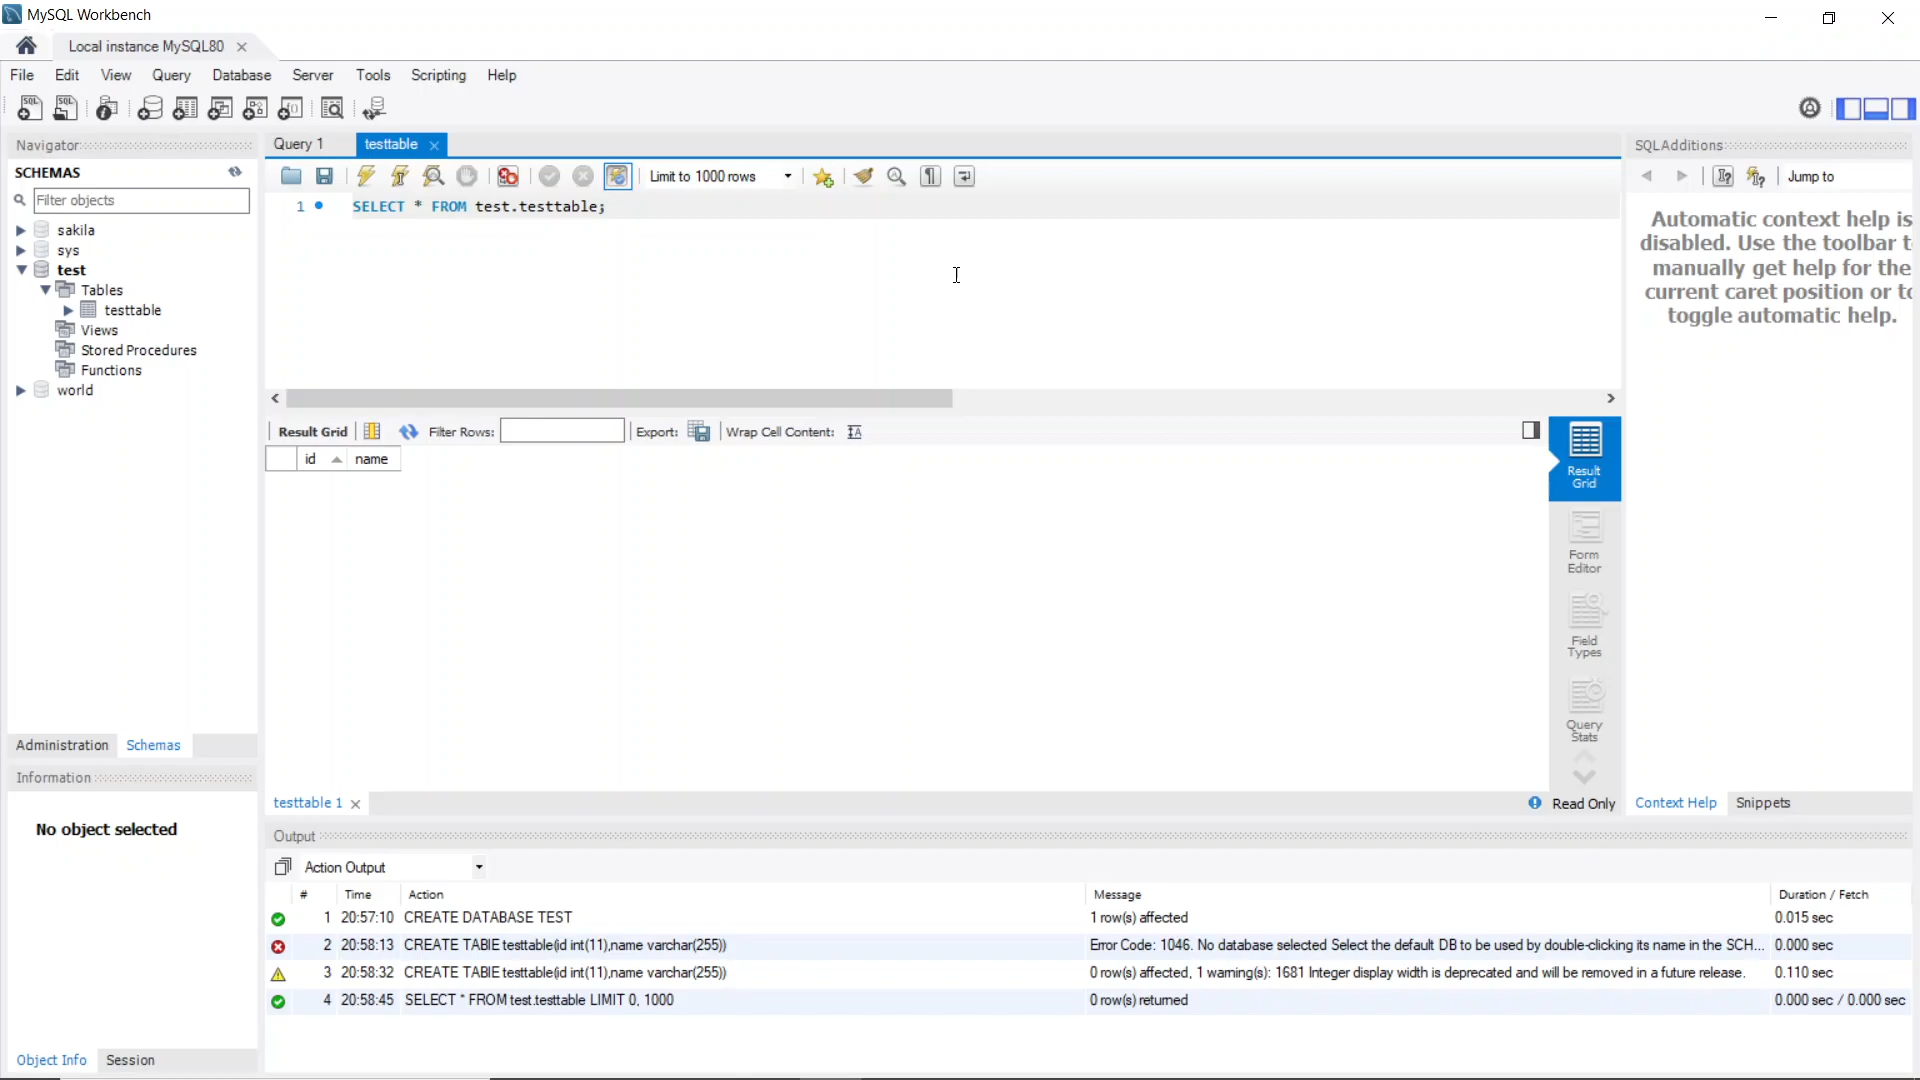 MySQL Workbench
Local instance MySQL80
File Edit View Query Database Server Tools Scripting Help
Navigator
SCHEMAS
Filter objects
sakila
sys
test
Tables
testtable
Views
Stored Procedures
Functions
world
Administration Schemas
Information
No object selected
Object Info Session
Query 1 testtable
Limit to 1000 rows
1 SELECT * FROM test.testtable;
Result Grid Filter Rows: Export: Wrap Cell Content:
id name
Result
Grid
Form
Editor
Field
Types
Query
Stats
testtable 1 Read Only
SQLAdditions
Jump to
Automatic context help is
disabled. Use the toolbar t
manually get help for the
current caret position or to
toggle automatic help.
Context Help Snippets
Output
Action Output
# Time Action Message Duration / Fetch
1 20:57:10 CREATE DATABASE TEST 1 row(s) affected 0.015 sec
2 20:58:13 CREATE TABlE testtable(id int(11),name varchar(255)) Error Code: 1046. No database selected Select the default DB to be used by double-clicking its name in the SCH... 0.000 sec
3 20:58:32 CREATE TABlE testtable(id int(11),name varchar(255)) 0 row(s) affected, 1 warning(s): 1681 Integer display width is deprecated and will be removed in a future release. 0.110 sec
4 20:58:45 SELECT * FROM test.testtable LIMIT 0, 1000 0 row(s) returned 0.000 sec / 0.000 sec